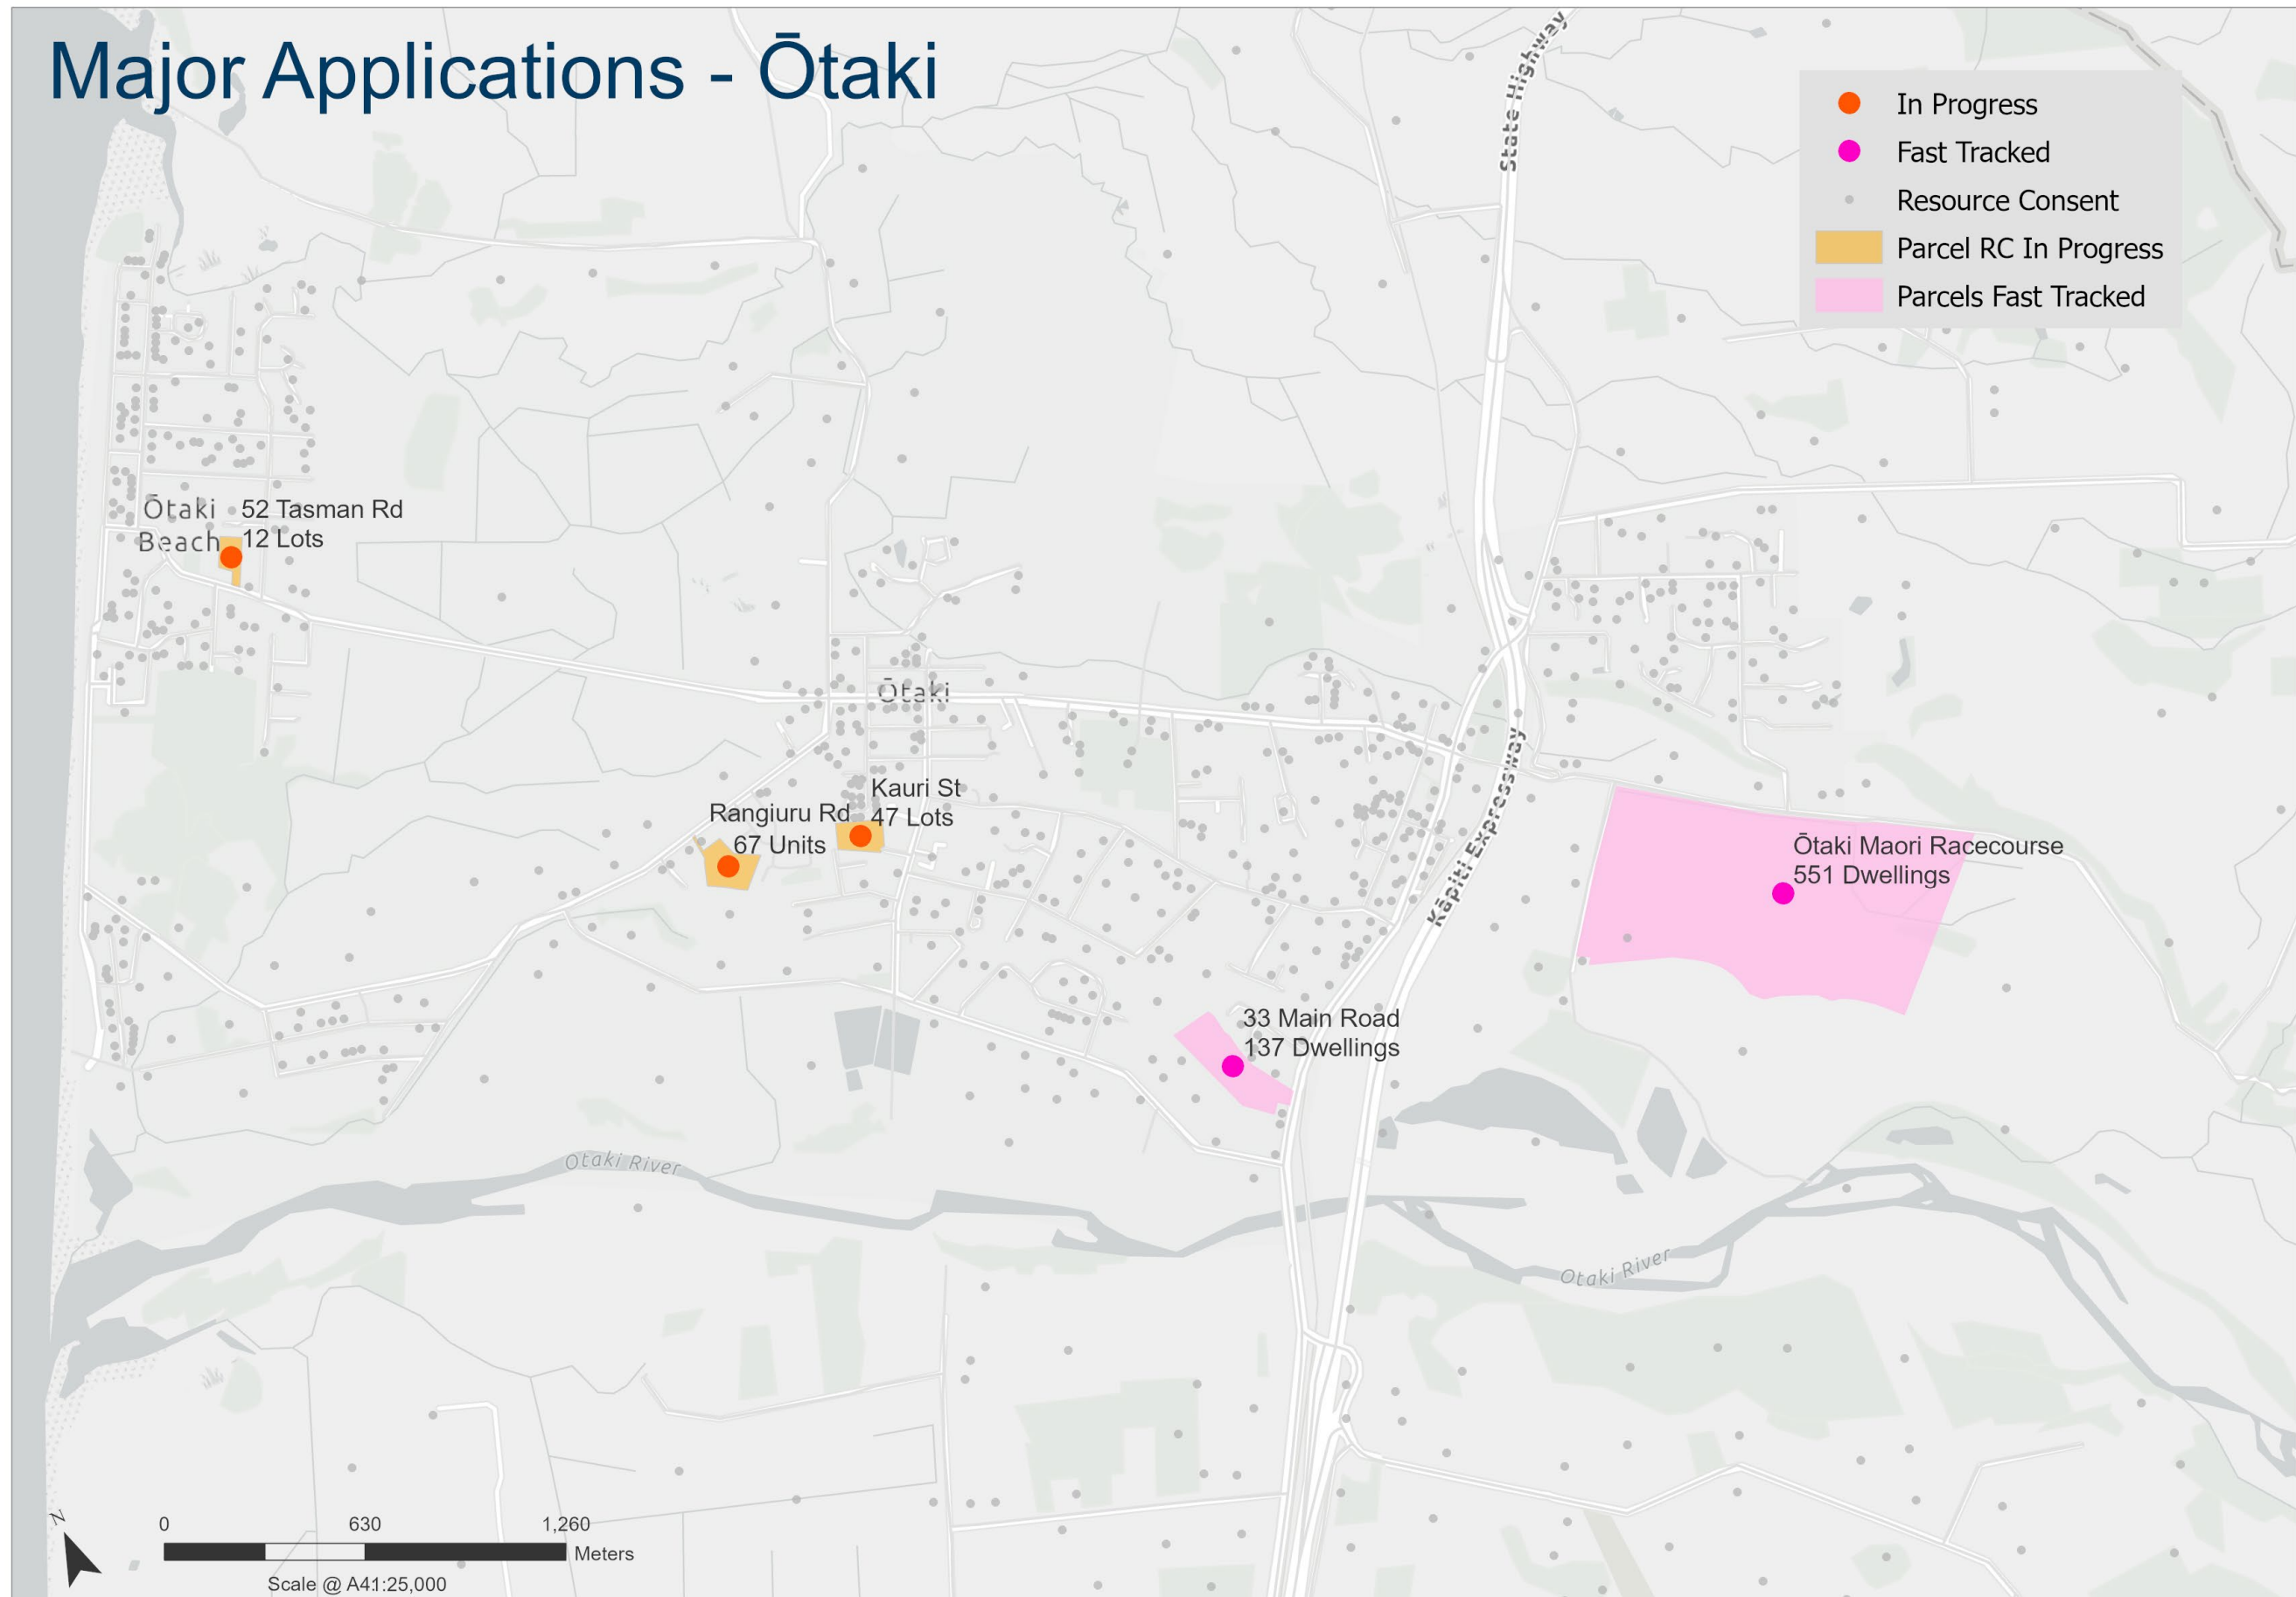 Major Applications - Ōtaki
State Highway
In Progress
Fast Tracked
Resource Consent
Parcel RC In Progress
Parcels Fast Tracked
Ōtaki
Beach
52 Tasman Rd
12 Lots
Ōtaki
Kauri St
47 Lots
Rangiuru Rd
67 Units
Kāpiti Expressway
Ōtaki Maori Racecourse
551 Dwellings
33 Main Road
137 Dwellings
Otaki River
Otaki River
N
0 630 1,260
Meters
Scale @ A41:25,000